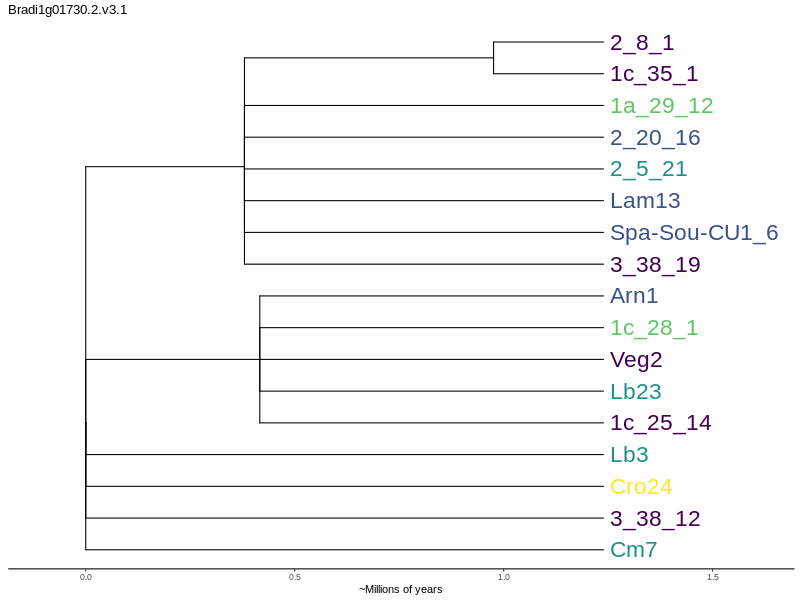 Bradi1g01730.2.v3.1
2_8_1
1c_35_1
1a_29_12
2_20_16
2_5_21
Lam13
Spa-Sou-CU1_6
3_38_19
Arn1
1c_28_1
Veg2
Lb23
1c_25_14
Lb3
Cro24
3_38_12
Cm7
0.0 0.5 1.0 1.5
~Millions of years